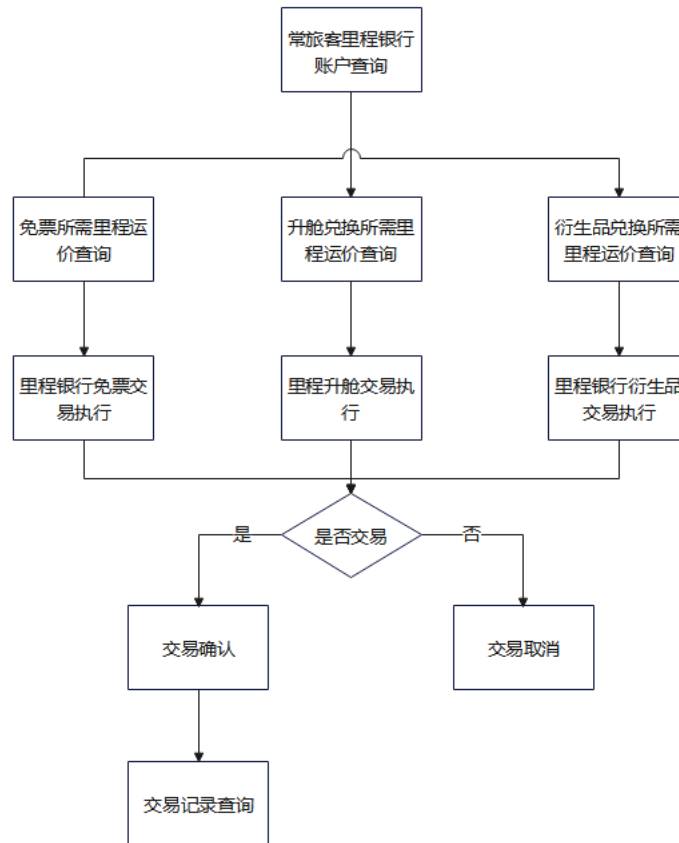 常旅客里程银行
账户查询
免票所需里程运
价查询
升舱兑换所需里
程运价查询
衍生品兑换所需
里程运价查询
里程银行免票交
易执行
里程升舱交易执
行
里程银行衍生品
交易执行
是否交易
是
否
交易确认
交易取消
交易记录查询